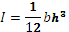 I = 1/12 bh³